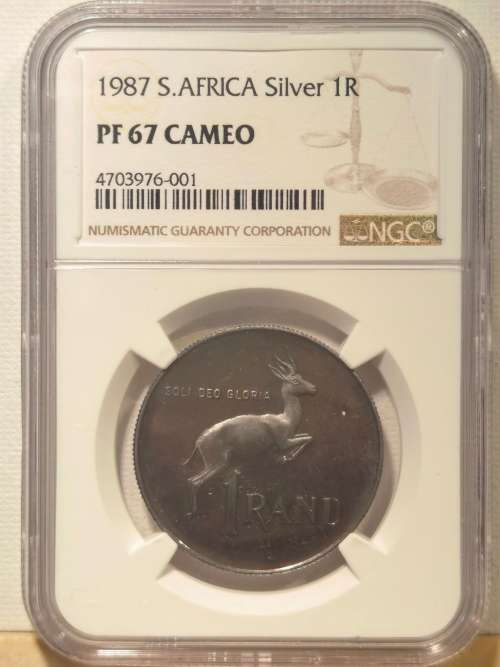 1987 S.AFRICA Silver 1R
PF 67 CAMEO
4703976-001
NUMISMATIC GUARANTY CORPORATION
NGC®
SOLI DEO GLORIA
1 RAND